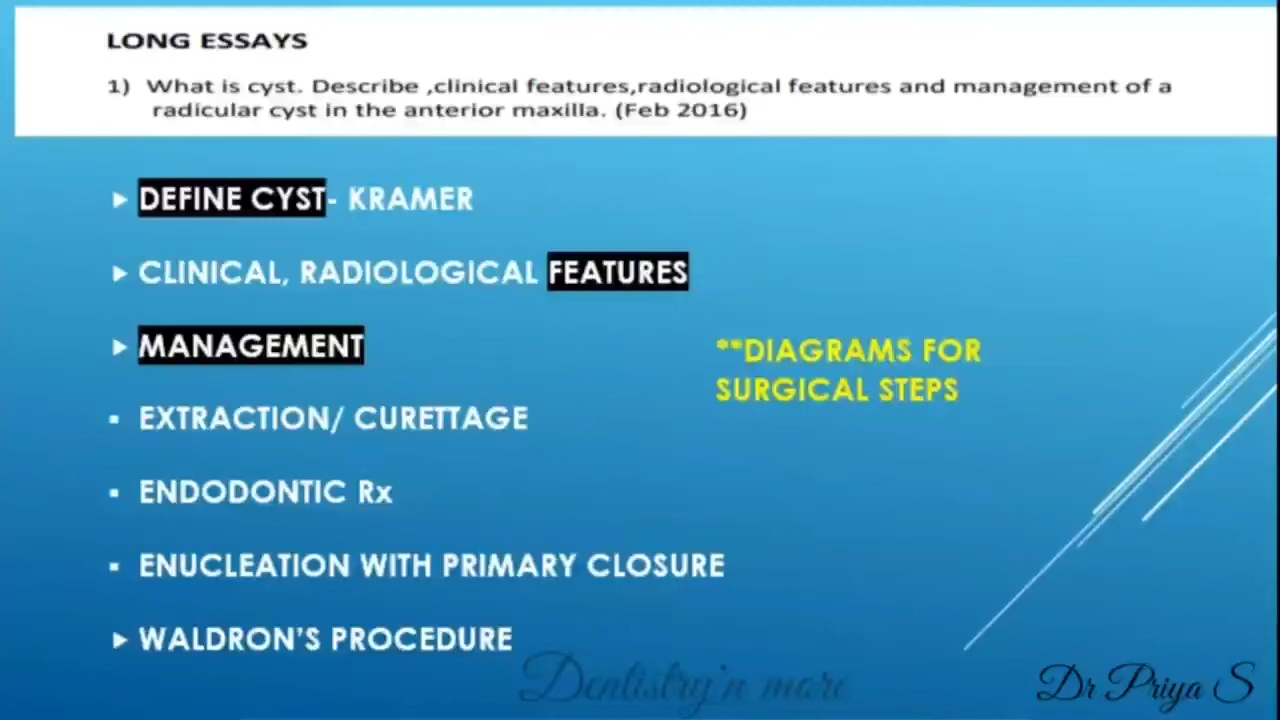 LONG ESSAYS
1) What is cyst. Describe ,clinical features,radiological features and management of a
radicular cyst in the anterior maxilla. (Feb 2016)
DEFINE CYST- KRAMER
CLINICAL, RADIOLOGICAL FEATURES
MANAGEMENT
**DIAGRAMS FOR
SURGICAL STEPS
EXTRACTION/ CURETTAGE
ENDODONTIC Rx
ENUCLEATION WITH PRIMARY CLOSURE
WALDRON'S PROCEDURE
Dentistry'n more
Dr Priya S